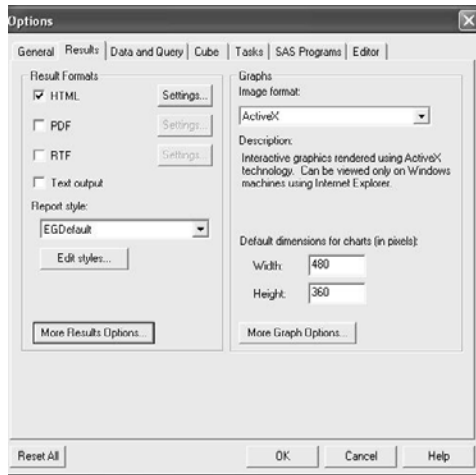 Options
General Results Data and Query Cube Tasks SAS Programs Editor
Result Formats
HTML Settings...
PDF Settings...
RTF Settings...
Text output
Report style:
EGDefault
Edit styles...
More Results Options...
Graphs
Image format:
ActiveX
Description:
Interactive graphics rendered using ActiveX
technology. Can be viewed only on Windows
machines using Internet Explorer.
Default dimensions for charts (in pixels):
Width: 480
Height: 360
More Graph Options...
Reset All OK Cancel Help